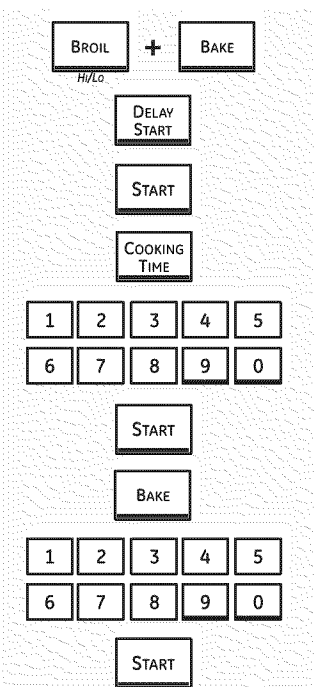 BROIL + BAKE
Hi/Lo
DELAY
START
START
COOKING
TIME
1 2 3 4 5
6 7 8 9 0
START
BAKE
1 2 3 4 5
6 7 8 9 0
START